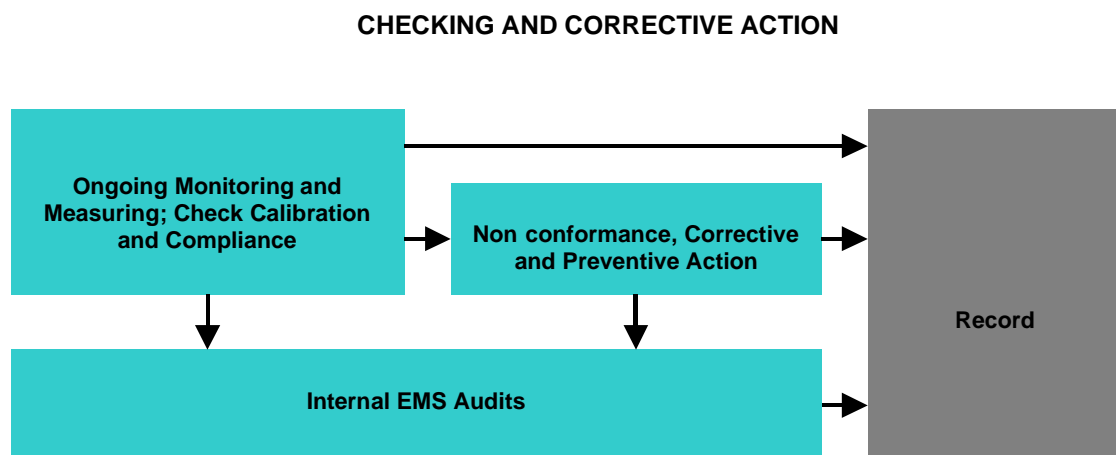 CHECKING AND CORRECTIVE ACTION
Ongoing Monitoring and
Measuring; Check Calibration
and Compliance
Non conformance, Corrective
and Preventive Action
Record
Internal EMS Audits